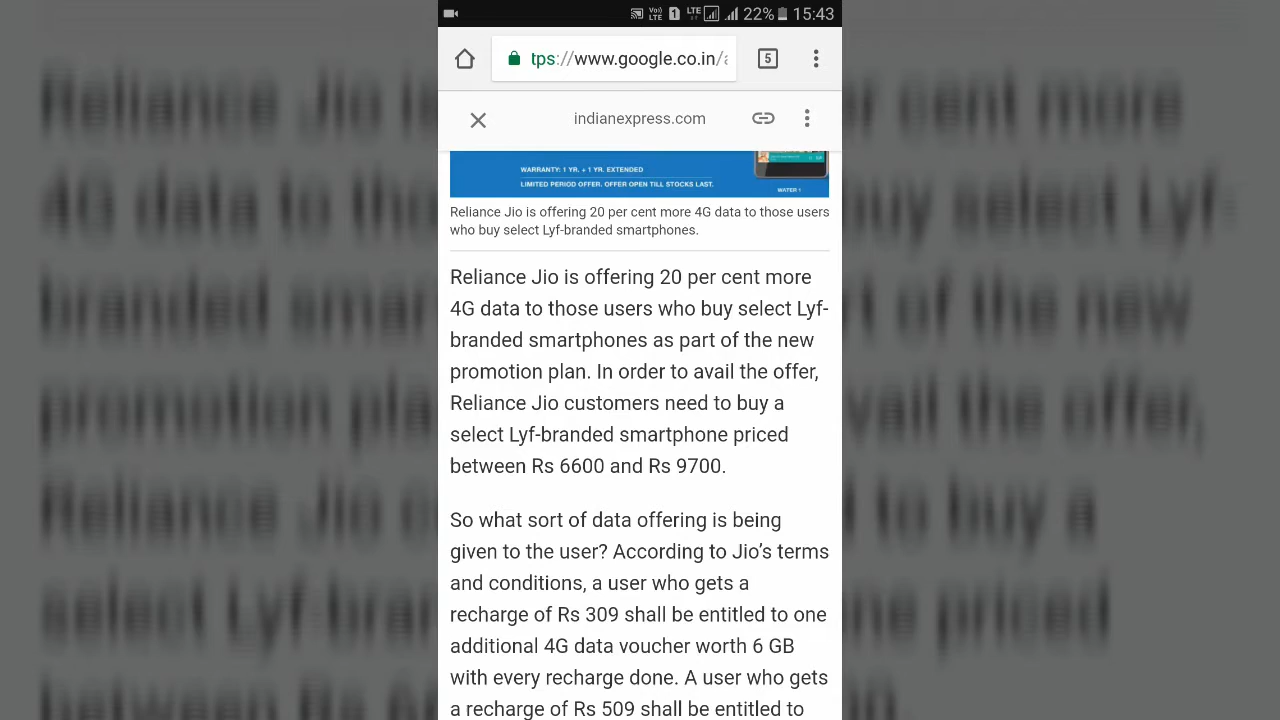 Vo)) LTE 1 LTE 22% 15:43
tps://www.google.co.in/a
5
indianexpress.com
WARRANTY: 1 YR. + 1 YR. EXTENDED
LIMITED PERIOD OFFER. OFFER OPEN TILL STOCKS LAST.
WATER 1
Reliance Jio is offering 20 per cent more 4G data to those users
who buy select Lyf-branded smartphones.
Reliance Jio is offering 20 per cent more
4G data to those users who buy select Lyf-
branded smartphones as part of the new
promotion plan. In order to avail the offer,
Reliance Jio customers need to buy a
select Lyf-branded smartphone priced
between Rs 6600 and Rs 9700.
So what sort of data offering is being
given to the user? According to Jio’s terms
and conditions, a user who gets a
recharge of Rs 309 shall be entitled to one
additional 4G data voucher worth 6 GB
with every recharge done. A user who gets
a recharge of Rs 509 shall be entitled to